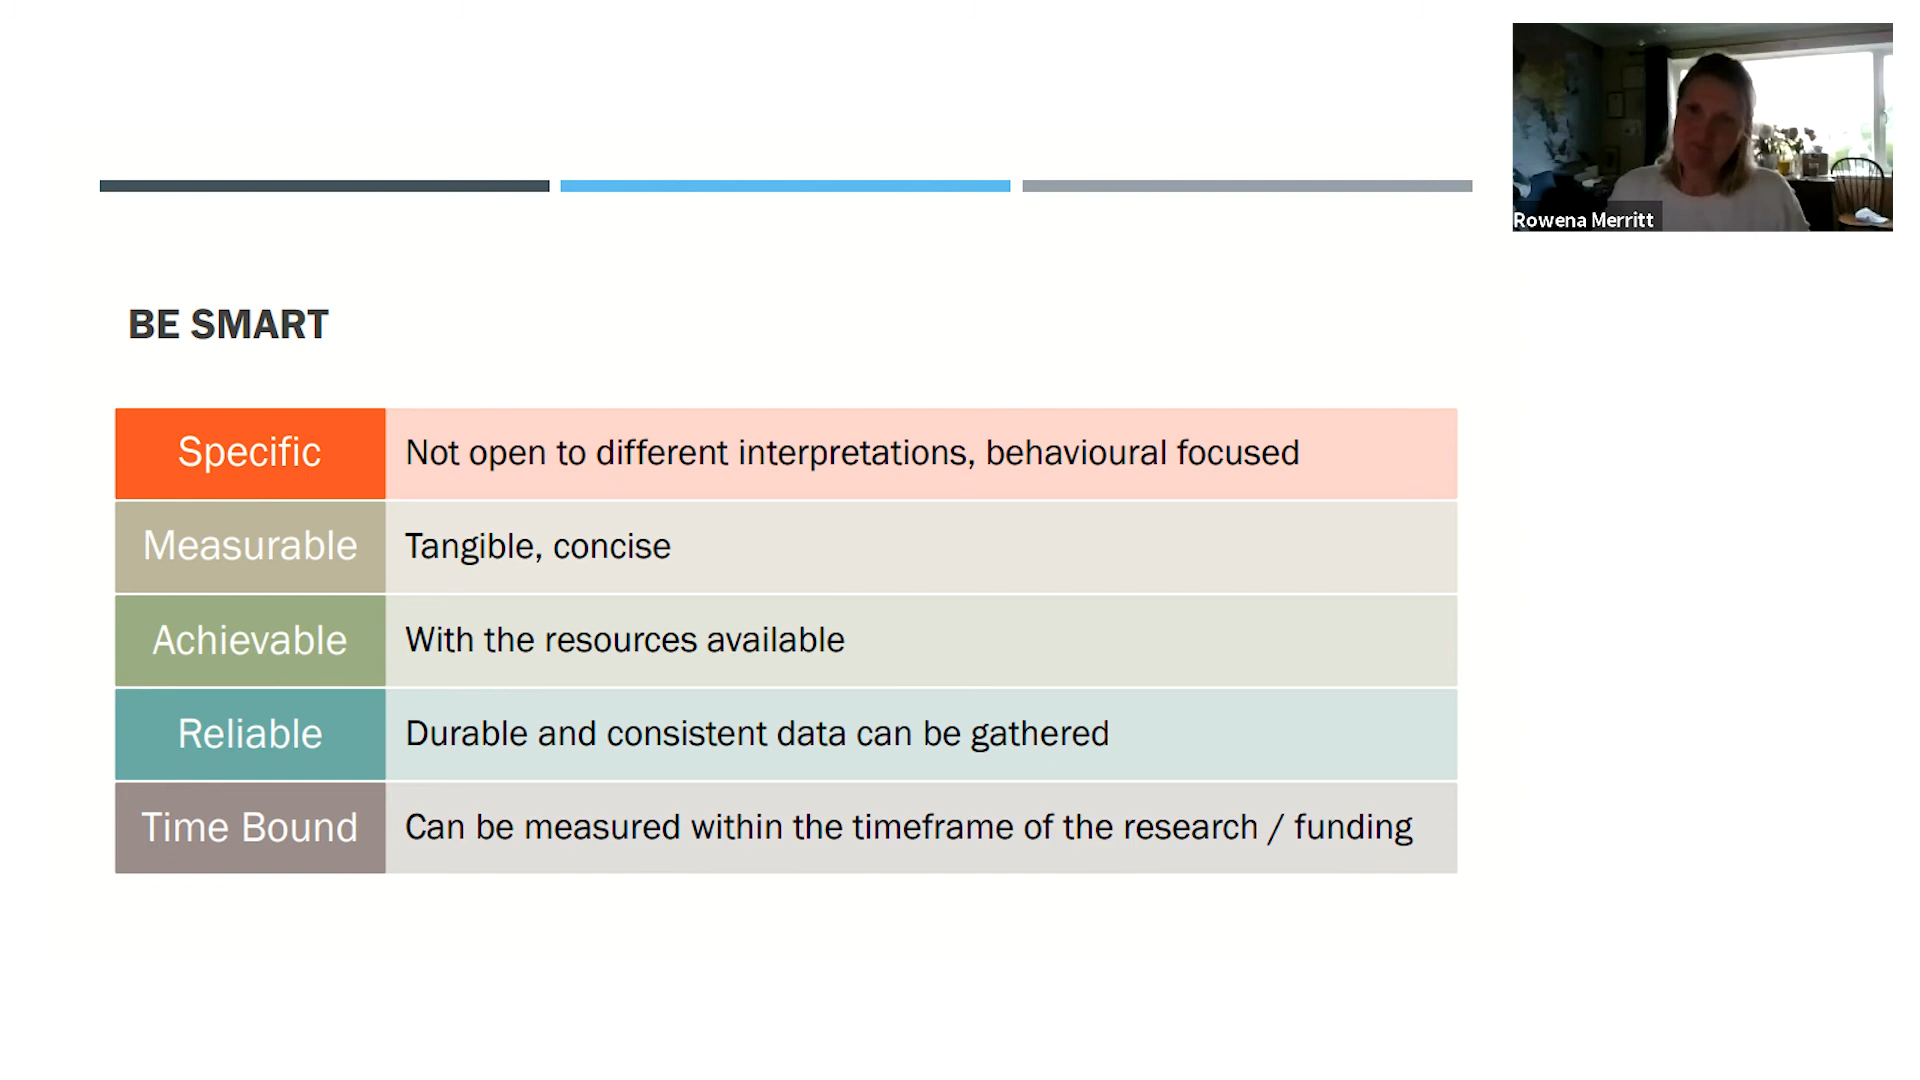 Rowena Merritt
BE SMART
Specific
Not open to different interpretations, behavioural focused
Measurable
Tangible, concise
Achievable
With the resources available
Reliable
Durable and consistent data can be gathered
Time Bound
Can be measured within the timeframe of the research / funding